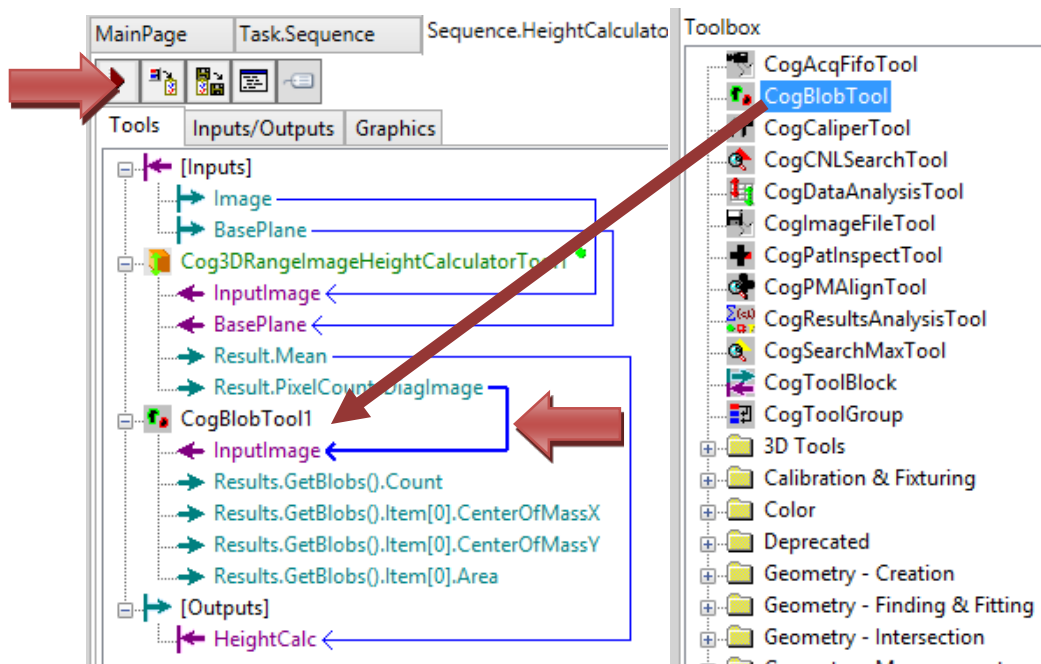 MainPage
Task.Sequence
Sequence.HeightCalculato
Tools
Inputs/Outputs
Graphics
[Inputs]
Image
BasePlane
Cog3DRangeImageHeightCalculatorTool1
InputImage
BasePlane
Result.Mean
Result.PixelCountsDiagImage
CogBlobTool1
InputImage
Results.GetBlobs().Count
Results.GetBlobs().Item[0].CenterOfMassX
Results.GetBlobs().Item[0].CenterOfMassY
Results.GetBlobs().Item[0].Area
[Outputs]
HeightCalc
Toolbox
CogAcqFifoTool
CogBlobTool
CogCaliperTool
CogCNLSearchTool
CogDataAnalysisTool
CogImageFileTool
CogPatInspectTool
CogPMAlignTool
CogResultsAnalysisTool
CogSearchMaxTool
CogToolBlock
CogToolGroup
3D Tools
Calibration & Fixturing
Color
Deprecated
Geometry - Creation
Geometry - Finding & Fitting
Geometry - Intersection